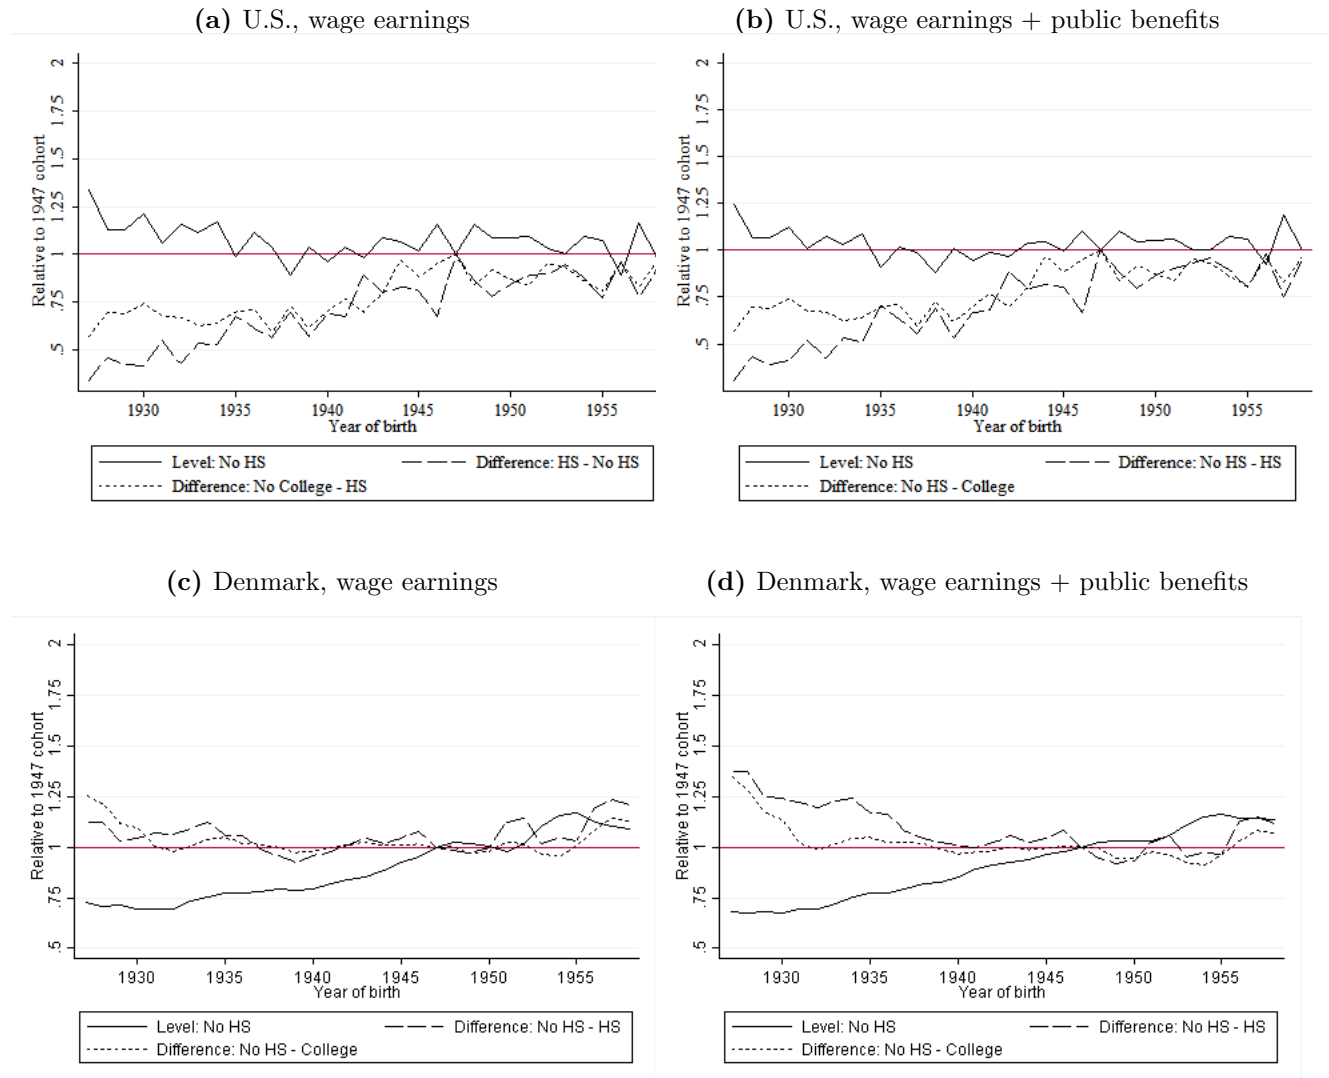 (a) U.S., wage earnings
(b) U.S., wage earnings + public benefits
Relative to 1947 cohort
2
1.75
1.5
1.25
1
.75
.5
1930 1935 1940 1945 1950 1955
Year of birth
Level: No HS
Difference: HS - No HS
Difference: No College - HS
Relative to 1947 cohort
2
1.75
1.5
1.25
1
.75
.5
1930 1935 1940 1945 1950 1955
Year of birth
Level: No HS
Difference: No HS - HS
Difference: No HS - College
(c) Denmark, wage earnings
(d) Denmark, wage earnings + public benefits
Relative to 1947 cohort
2
1.75
1.5
1.25
1
.75
.5
1930 1935 1940 1945 1950 1955
Year of birth
Level: No HS
Difference: No HS - HS
Difference: No HS - College
Relative to 1947 cohort
2
1.75
1.5
1.25
1
.75
.5
1930 1935 1940 1945 1950 1955
Year of birth
Level: No HS
Difference: No HS - HS
Difference: No HS - College